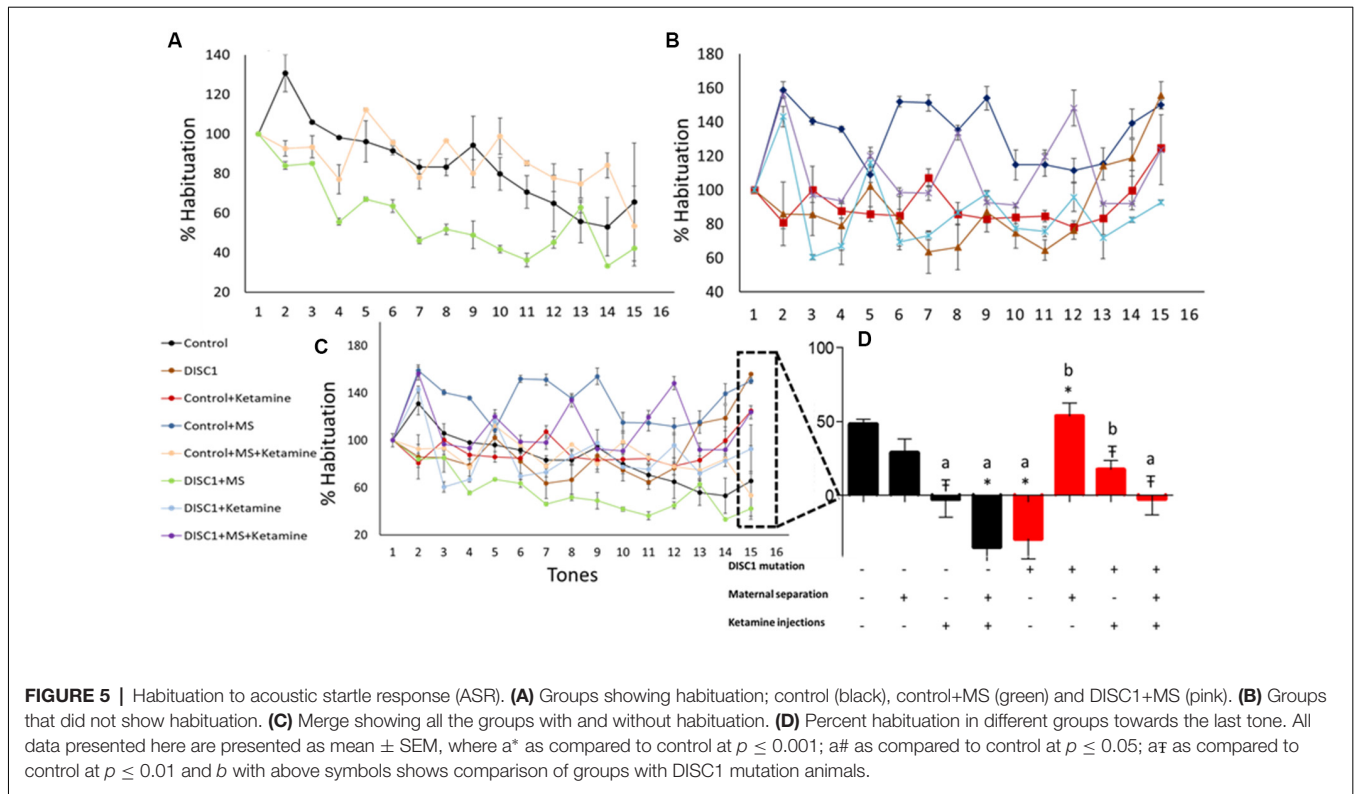 A
% Habituation
140
120
100
80
60
40
20
1 2 3 4 5 6 7 8 9 10 11 12 13 14 15 16
B
% Habituation
180
160
140
120
100
80
60
40
1 2 3 4 5 6 7 8 9 10 11 12 13 14 15 16
Control
DISC1
Control+Ketamine
Control+MS
Control+MS+Ketamine
DISC1+MS
DISC1+Ketamine
DISC1+MS+Ketamine
C
% Habituation
180
140
100
60
20
1 2 3 4 5 6 7 8 9 10 11 12 13 14 15 16
Tones
D
100
50
0
a
Ŧ
a
*
a
*
b
*
b
Ŧ
a
Ŧ
DISC1 mutation - - - - + + + +
Maternal separation - + - + - + - +
Ketamine injections - - + + - - + +
FIGURE 5 | Habituation to acoustic startle response (ASR). (A) Groups showing habituation; control (black), control+MS (green) and DISC1+MS (pink). (B) Groups
that did not show habituation. (C) Merge showing all the groups with and without habituation. (D) Percent habituation in different groups towards the last tone. All
data presented here are presented as mean ± SEM, where a* as compared to control at p ≤ 0.001; a# as compared to control at p ≤ 0.05; aŧ as compared to
control at p ≤ 0.01 and b with above symbols shows comparison of groups with DISC1 mutation animals.